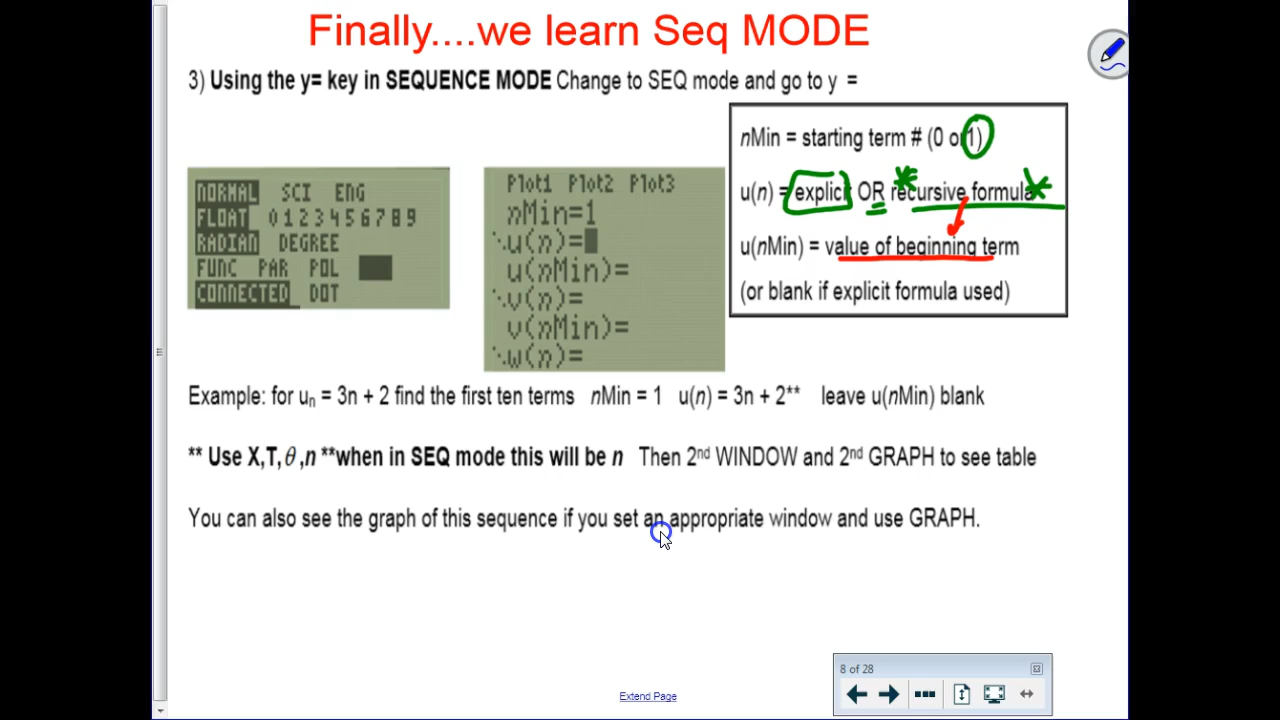 Finally....we learn Seq MODE
3) Using the y= key in SEQUENCE MODE Change to SEQ mode and go to y =
nMin = starting term # (0 or 1)
u(n) = explicit OR recursive formula
u(nMin) = value of beginning term
(or blank if explicit formula used)
NORMAL SCI ENG
FLOAT 0 1 2 3 4 5 6 7 8 9
RADIAN DEGREE
FUNC PAR POL
CONNECTED DOT
Plot1 Plot2 Plot3
nMin=1
u(n)=
u(nMin)=
v(n)=
v(nMin)=
w(n)=
Example: for uₙ = 3n + 2 find the first ten terms nMin = 1 u(n) = 3n + 2** leave u(nMin) blank
** Use X,T,θ,n **when in SEQ mode this will be n Then 2nd WINDOW and 2nd GRAPH to see table
You can also see the graph of this sequence if you set an appropriate window and use GRAPH.
8 of 28
Extend Page